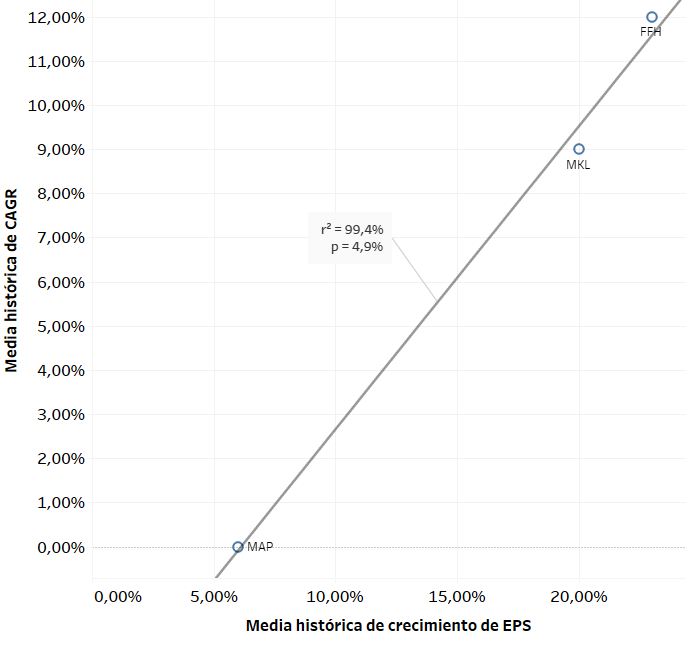 12,00%
11,00%
10,00%
9,00%
8,00%
7,00%
6,00%
5,00%
4,00%
3,00%
2,00%
1,00%
0,00%
Media histórica de CAGR
FFH
MKL
r² = 99,4%
p = 4,9%
MAP
0,00% 5,00% 10,00% 15,00% 20,00%
Media histórica de crecimiento de EPS